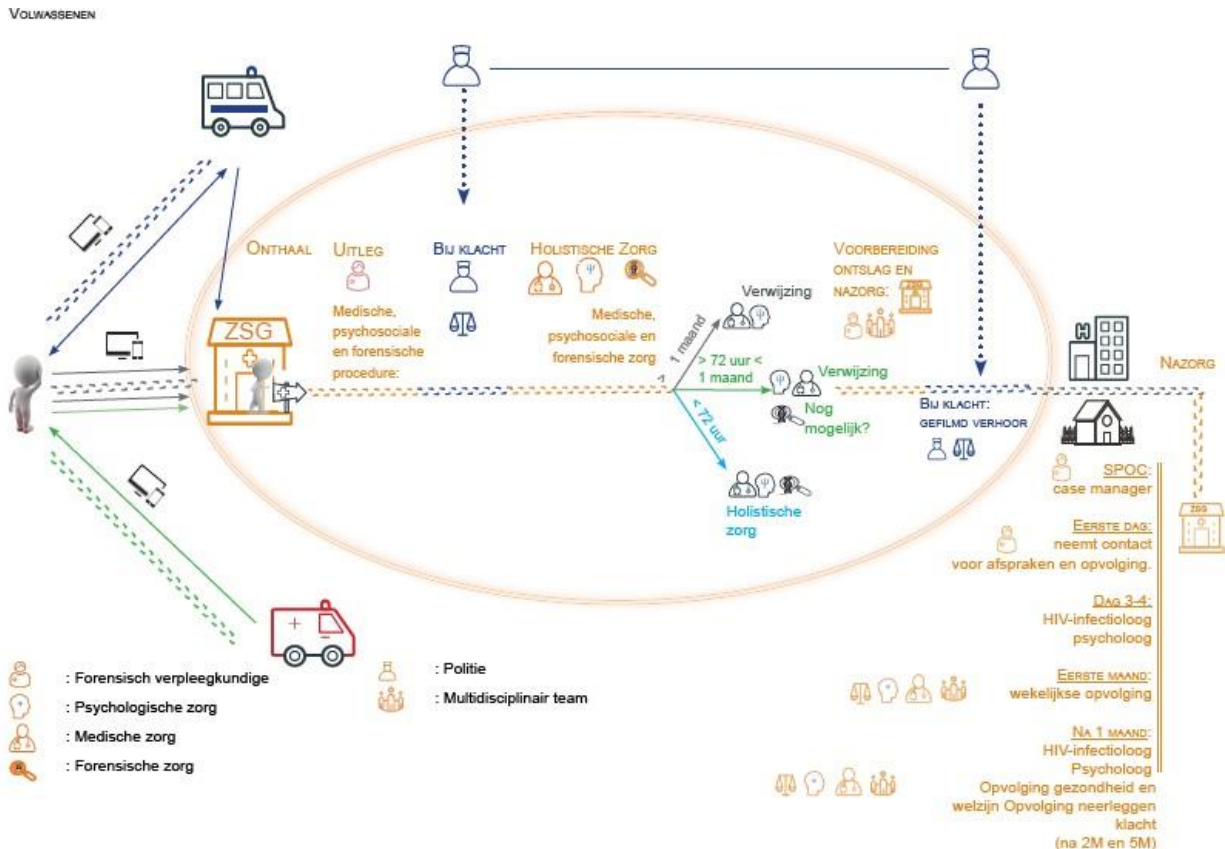 VOLWASSENEN
ONTHAAL
UITLEG
Medische,
psychosociale
en forensische
procedure:
BIJ KLACHT
HOLISTISCHE ZORG
Medische,
psychosociale en
forensische zorg
VOORBEREIDING
ONTSLAG EN
NAZORG:
ZSG
ZSG
> 1 maand
Verwijzing
> 72 uur <
1 maand
Verwijzing
Nog
mogelijk?
< 72 uur
Holistische
zorg
BIJ KLACHT:
GEFILMD VERHOOR
H
NAZORG
ZSG
SPOC:
case manager
EERSTE DAG:
neemt contact
voor afspraken en opvolging.
DAG 3-4:
HIV-infectioloog
psycholoog
EERSTE MAAND:
wekelijkse opvolging
NA 1 MAAND:
HIV-infectioloog
Psycholoog
Opvolging gezondheid en
welzijn Opvolging neerleggen
klacht
(na 2M en 5M)
: Forensisch verpleegkundige
: Psychologische zorg
: Medische zorg
: Forensische zorg
: Politie
: Multidisciplinair team